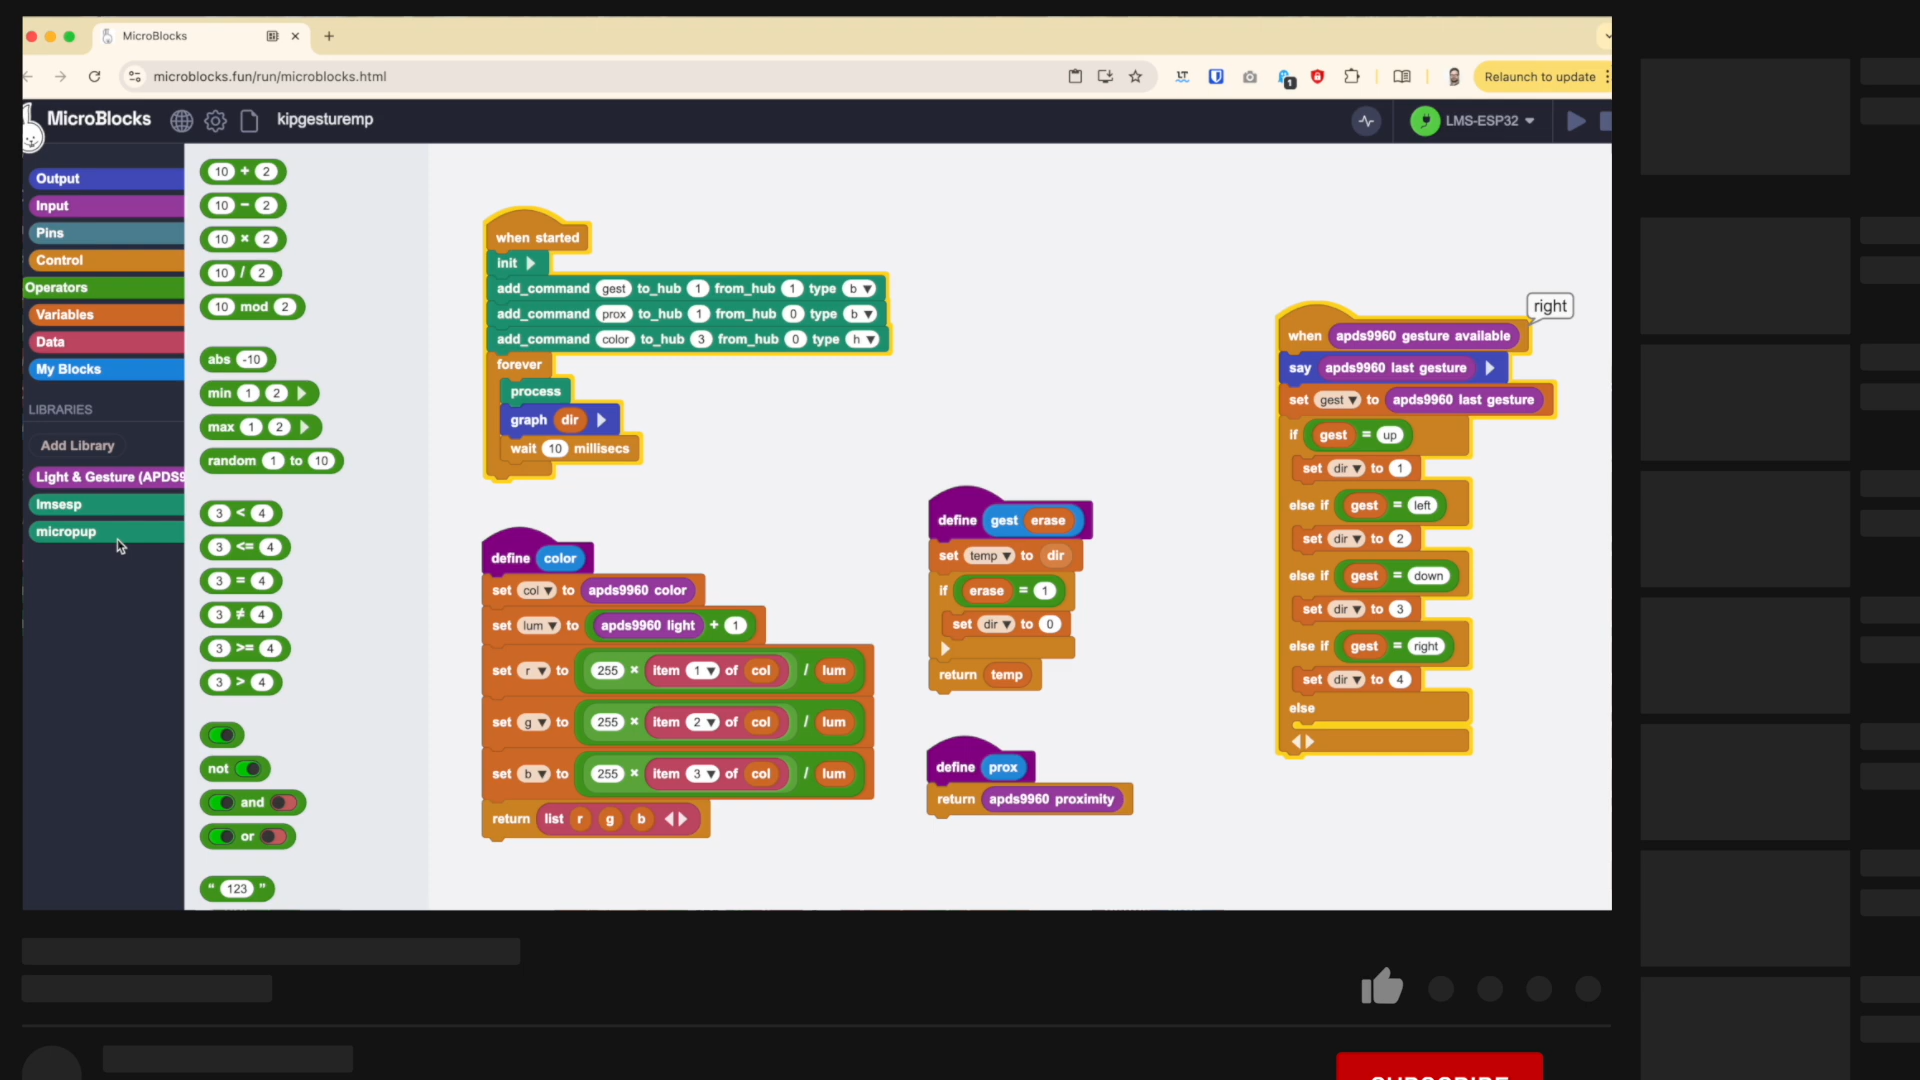 MicroBlocks
microblocks.fun/run/microblocks.html
1
Relaunch to update
MicroBlocks
kipgesturemp
LMS-ESP32
Output
Input
Pins
Control
Operators
Variables
Data
My Blocks
LIBRARIES
Add Library
Light & Gesture (APDS9
lmsesp
micropup
10 + 2
10 − 2
10 × 2
10 / 2
10 mod 2
abs -10
min 1 2
max 1 2
random 1 to 10
3 < 4
3 <= 4
3 = 4
3 ≠ 4
3 >= 4
3 > 4
not
and
or
“ 123 ”
when started
init
add_command gest to_hub 1 from_hub 1 type b
add_command prox to_hub 1 from_hub 0 type b
add_command color to_hub 3 from_hub 0 type h
forever
process
graph dir
wait 10 millisecs
define color
set col to apds9960 color
set lum to apds9960 light + 1
set r to 255 × item 1 of col / lum
set g to 255 × item 2 of col / lum
set b to 255 × item 3 of col / lum
return list r g b
define gest erase
set temp to dir
if erase = 1
set dir to 0
return temp
define prox
return apds9960 proximity
right
when apds9960 gesture available
say apds9960 last gesture
set gest to apds9960 last gesture
if gest = up
set dir to 1
else if gest = left
set dir to 2
else if gest = down
set dir to 3
else if gest = right
set dir to 4
else
SUBSCRIBE